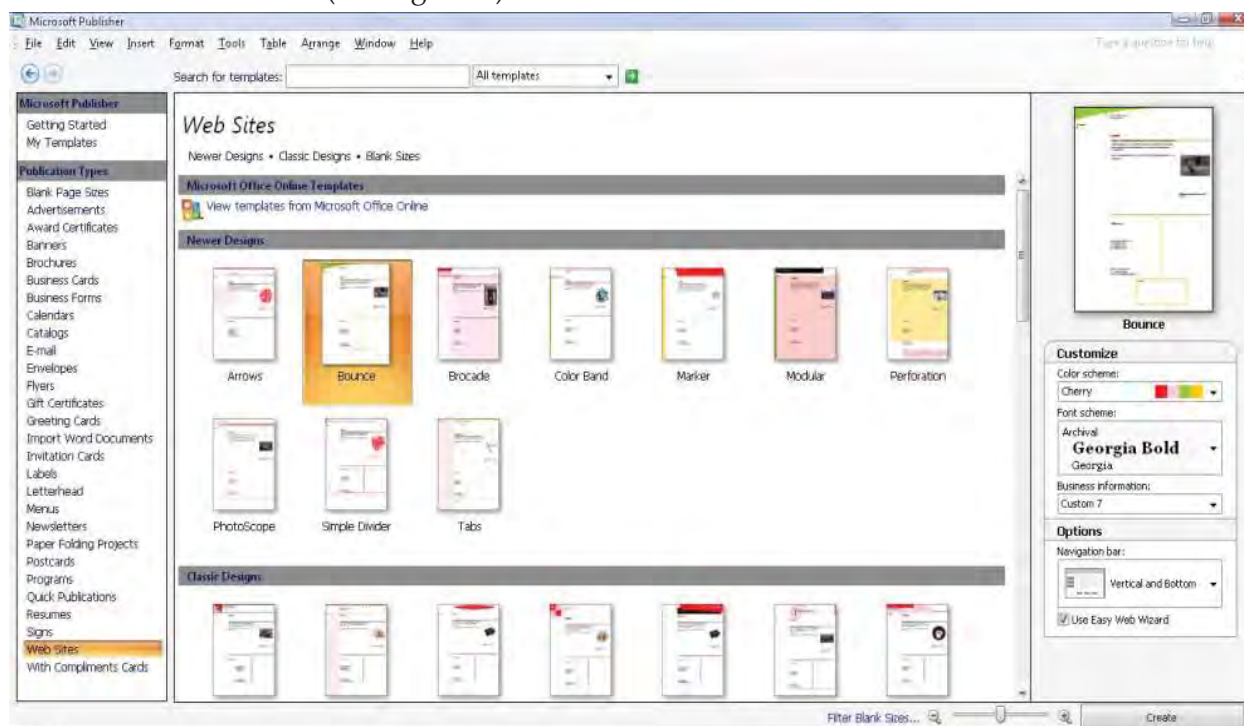 Microsoft Publisher
File Edit View Insert Format Tools Table Arrange Window Help
Type a question for help
Search for templates: All templates
Microsoft Publisher
Getting Started
My Templates
Publication Types
Blank Page Sizes
Advertisements
Award Certificates
Banners
Brochures
Business Cards
Business Forms
Calendars
Catalogs
E-mail
Envelopes
Flyers
Gift Certificates
Greeting Cards
Import Word Documents
Invitation Cards
Labels
Letterhead
Menus
Newsletters
Paper Folding Projects
Postcards
Programs
Quick Publications
Resumes
Signs
Web Sites
With Compliments Cards
Web Sites
Newer Designs • Classic Designs • Blank Sizes
Microsoft Office Online Templates
View templates from Microsoft Office Online
Newer Designs
Arrows Bounce Brocade Color Band Marker Modular Perforation
PhotoScope Simple Divider Tabs
Classic Designs
Bounce
Customize
Color scheme:
Cherry
Font scheme:
Archival
Georgia Bold
Georgia
Business information:
Custom 7
Options
Navigation bar:
Vertical and Bottom
Use Easy Web Wizard
Filter Blank Sizes... Create